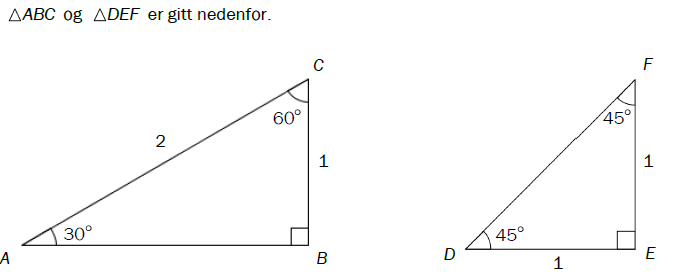 △ABC og △DEF er gitt nedenfor.
C
F
60°
45°
2
1
1
30°
45°
A
B
D
E
1